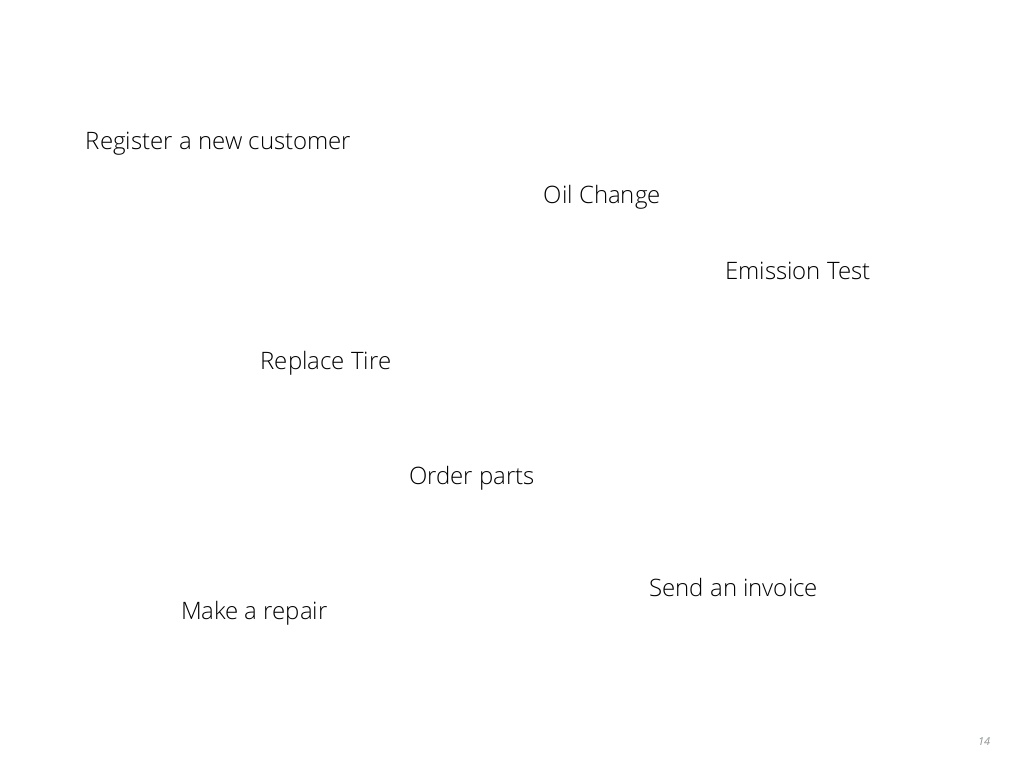 Register a new customer
Oil Change
Emission Test
Replace Tire
Order parts
Send an invoice
Make a repair
14